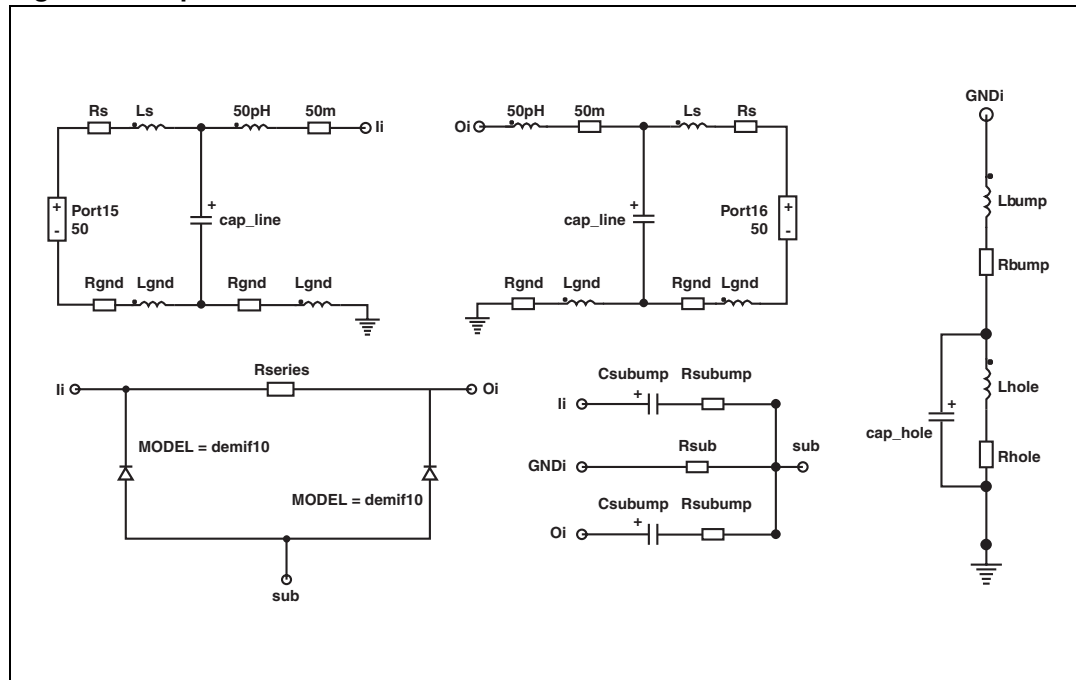 Rs Ls 50pH 50m Ii
+
-
Port15
50
+
cap_line
Rgnd Lgnd Rgnd Lgnd
Oi 50pH 50m Ls Rs
+
cap_line
Port16
50
+
-
Rgnd Lgnd Rgnd Lgnd
GNDi
Lbump
Rbump
+
cap_hole
Lhole
Rhole
Ii Rseries Oi
MODEL = demif10
MODEL = demif10
sub
Csubump Rsubump
Ii +
Rsub sub
GNDi
Csubump Rsubump
Oi +